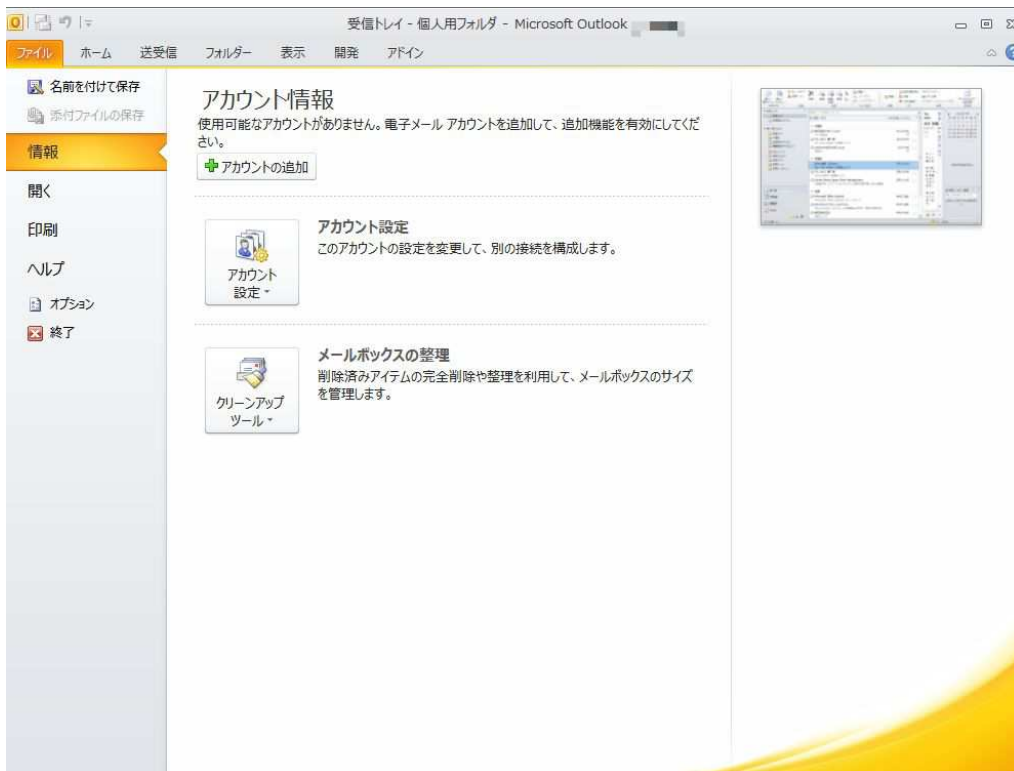 受信トレイ - 個人用フォルダ - Microsoft Outlook
ファイル ホーム 送受信 フォルダー 表示 開発 アドイン
名前を付けて保存
添付ファイルの保存
情報
開く
印刷
ヘルプ
オプション
終了
アカウント情報
使用可能なアカウントがありません。電子メール アカウントを追加して、追加機能を有効にしてくだ
さい。
アカウントの追加
アカウント
設定
アカウント設定
このアカウントの設定を変更して、別の接続を構成します。
クリーンアップ
ツール
メールボックスの整理
削除済みアイテムの完全削除や整理を利用して、メールボックスのサイズ
を管理します。